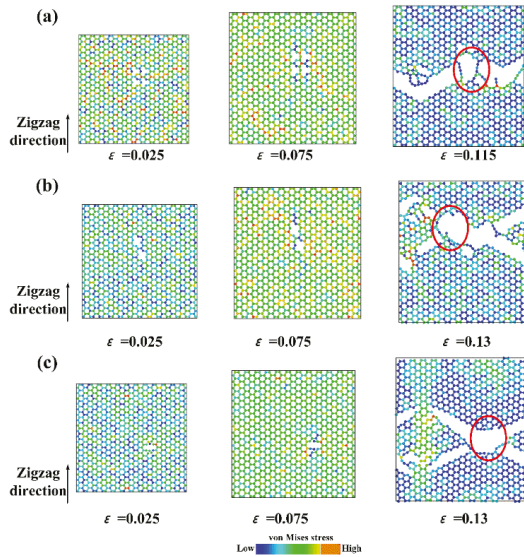 (a)
Zigzag
direction
ε =0.025
ε =0.075
ε =0.115
(b)
Zigzag
direction
ε =0.025
ε =0.075
ε =0.13
(c)
Zigzag
direction
ε =0.025
ε =0.075
ε =0.13
von Mises stress
Low High